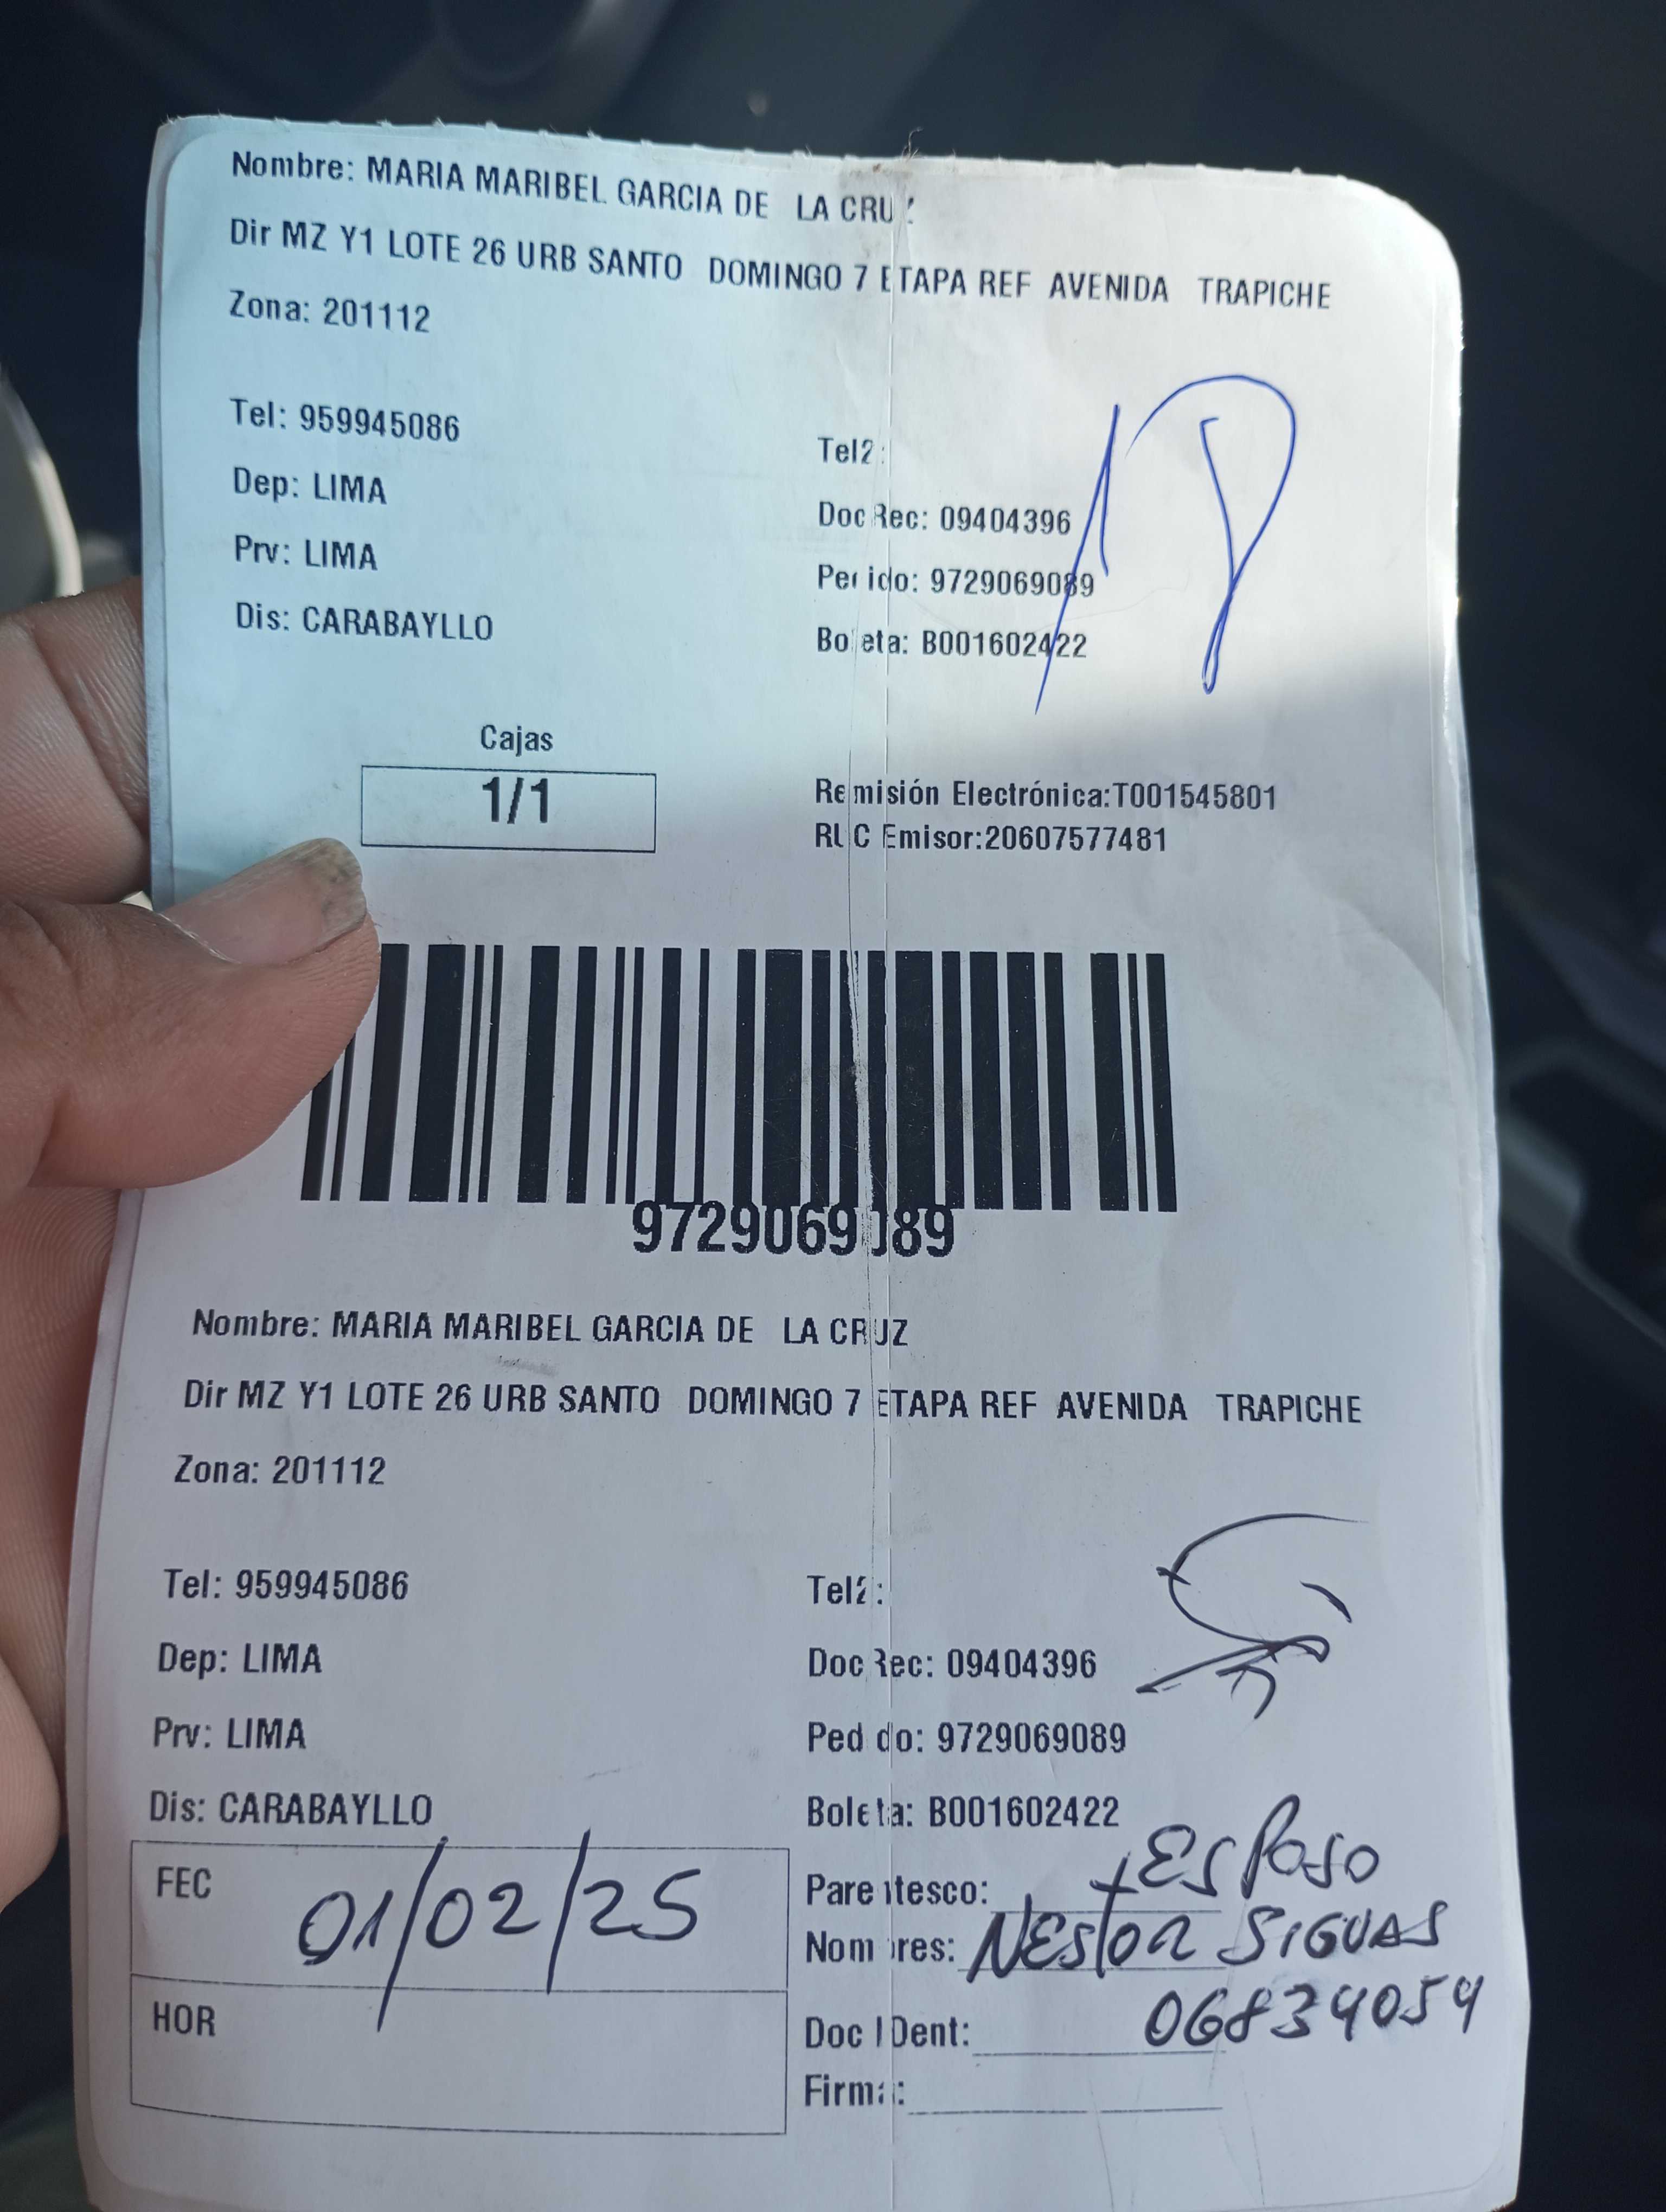 Nombre: MARIA MARIBEL GARCIA DE LA CRUZ
Dir MZ Y1 LOTE 26 URB SANTO DOMINGO 7 ETAPA REF AVENIDA TRAPICHE
Zona: 201112
Tel: 959945086
Tel2:
Dep: LIMA
Doc Rec: 09404396
Prv: LIMA
Pedido: 9729069089
Dis: CARABAYLLO
Boleta: B001602422
Cajas
1/1
Remisión Electrónica:T001545801
RUC Emisor:20607577481
9729069089
Nombre: MARIA MARIBEL GARCIA DE LA CRUZ
Dir MZ Y1 LOTE 26 URB SANTO DOMINGO 7 ETAPA REF AVENIDA TRAPICHE
Zona: 201112
Tel: 959945086
Tel2:
Dep: LIMA
Doc Rec: 09404396
Prv: LIMA
Pedido: 9729069089
Dis: CARABAYLLO
Boleta: B001602422
FEC 01/02/25
Parentesco: ESPOSO
Nombres: NESTOR SIGUAS
HOR
Doc IDent: 06834054
Firma: